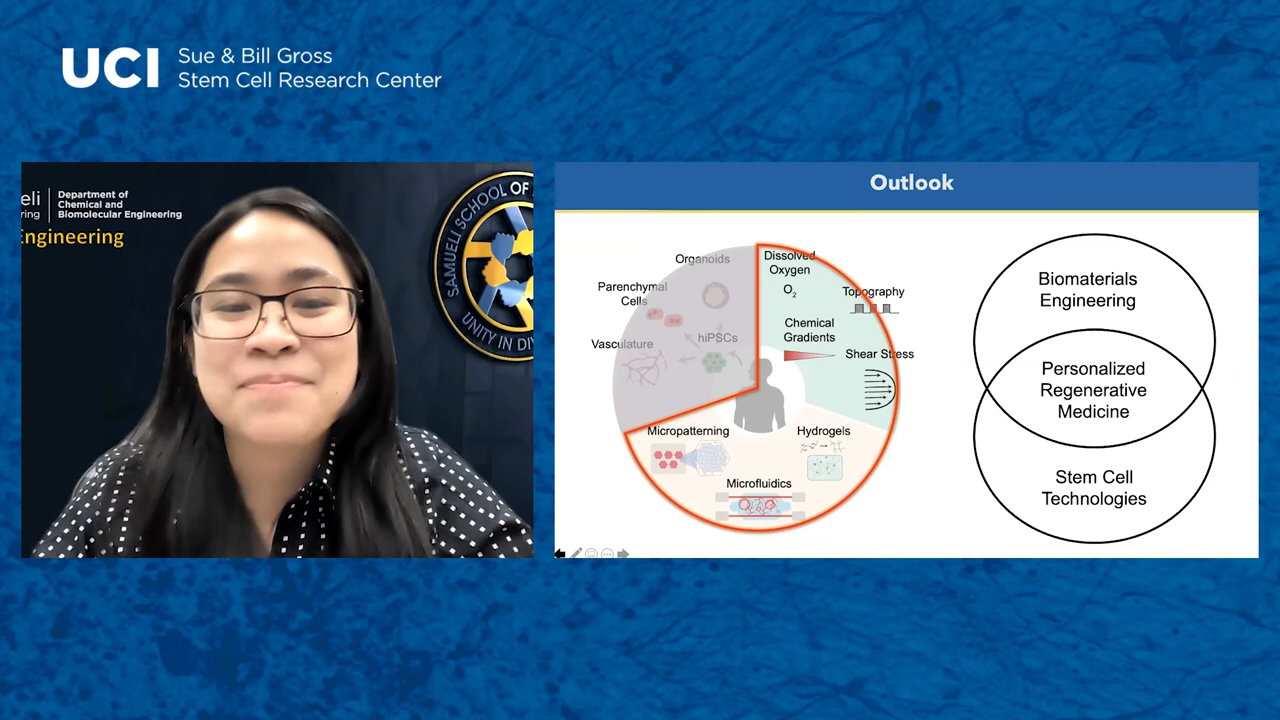 UCI
Sue & Bill Gross
Stem Cell Research Center
eli
ring
Department of
Chemical and
Biomolecular Engineering
Engineering
SAMUELI SCHOOL OF
UNITY IN DI
Outlook
Organoids
Parenchymal
Cells
Vasculature
hiPSCs
Dissolved
Oxygen
O2
Topography
Chemical
Gradients
Shear Stress
Micropatterning
Hydrogels
Microfluidics
Biomaterials
Engineering
Personalized
Regenerative
Medicine
Stem Cell
Technologies